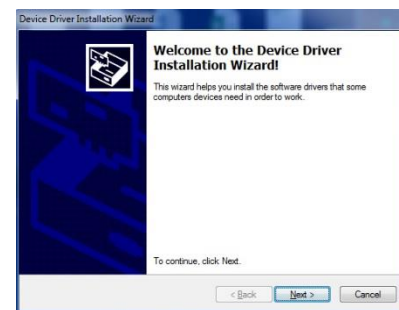 Device Driver Installation Wizard
Welcome to the Device Driver
Installation Wizard!
This wizard helps you install the software drivers that some
computers devices need in order to work.
To continue, click Next.
< Back
Next >
Cancel